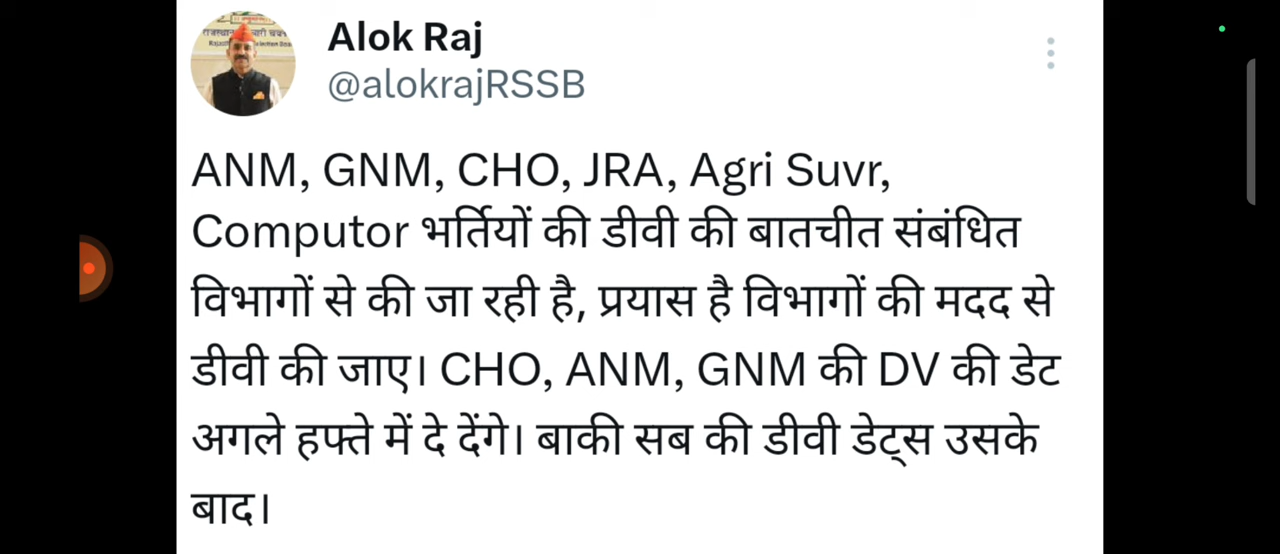 Alok Raj
@alokrajRSSB
ANM, GNM, CHO, JRA, Agri Suvr,
Computor भर्तियों की डीवी की बातचीत संबंधित
विभागों से की जा रही है, प्रयास है विभागों की मदद से
डीवी की जाए। CHO, ANM, GNM की DV की डेट
अगले हफ्ते में दे देंगे। बाकी सब की डीवी डेट्स उसके
बाद।